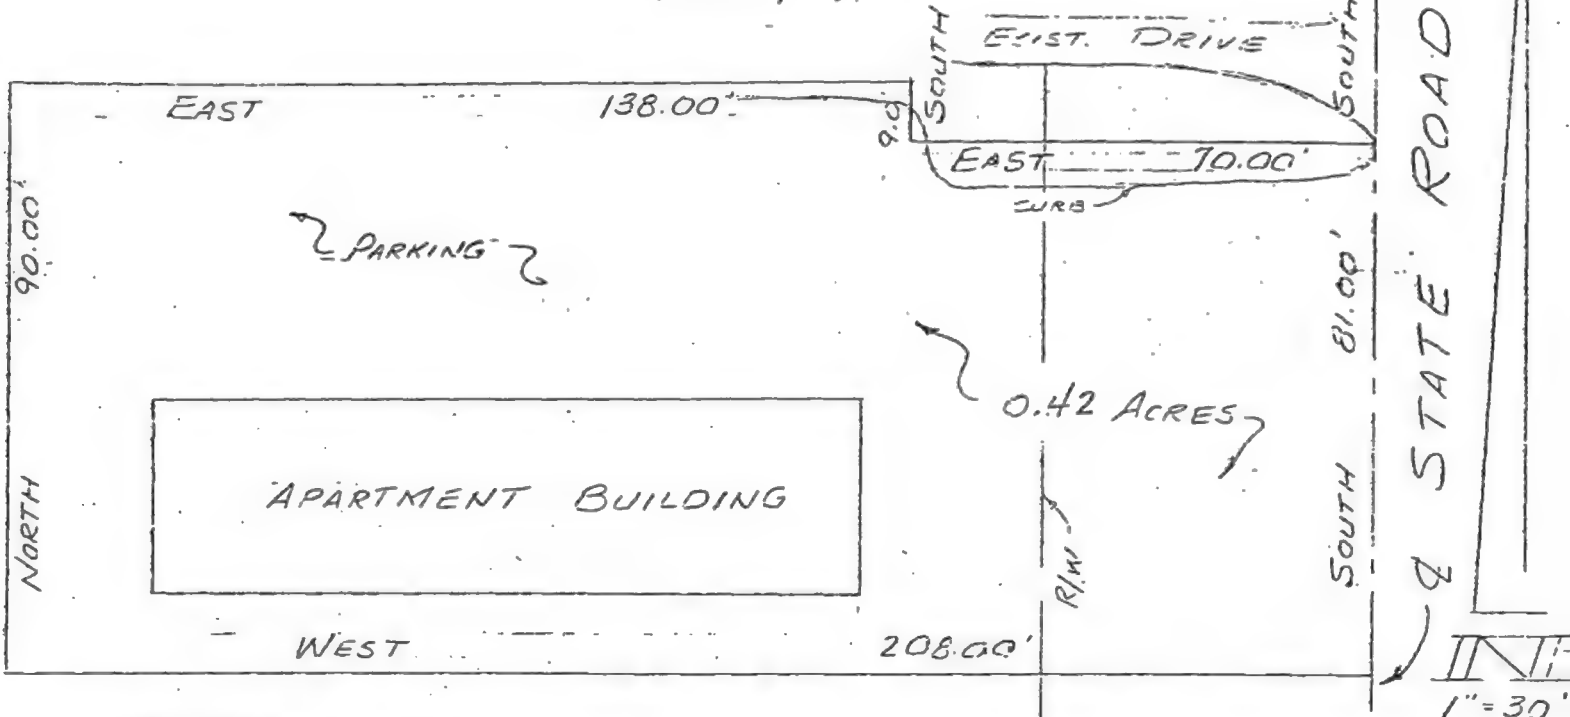 EXIST. DRIVE
SOUTH
SOUTH
EAST 138.00'
9.0'
EAST 70.00'
CURB
90.00'
NORTH
PARKING
81.00'
SOUTH
0.42 ACRES
APARTMENT BUILDING
R/W
WEST 208.00'
℄ STATE ROAD
1"=30'